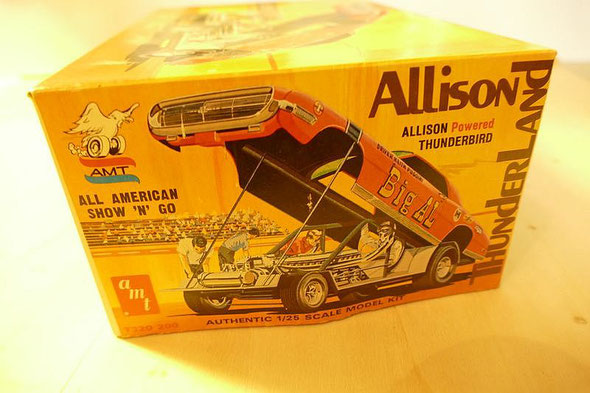 Allison
THUNDERLAND
ALLISON Powered
THUNDERBIRD
AMT
ALL AMERICAN
SHOW 'N' GO
Big AL
amt
AUTHENTIC 1/25 SCALE MODEL KIT
T320 200